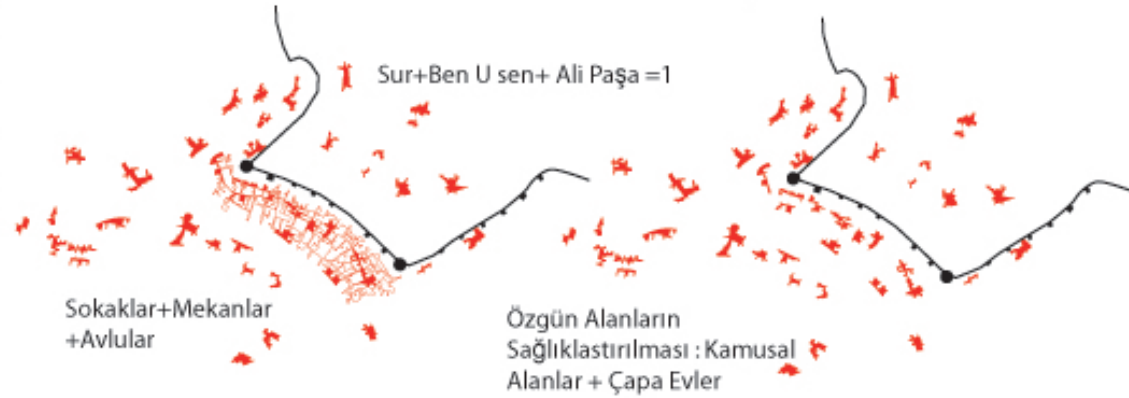 Sur+Ben U sen+ Ali Paşa =1
Sokaklar+Mekanlar
+Avlular
Özgün Alanların
Sağlıklastırılması : Kamusal
Alanlar + Çapa Evler